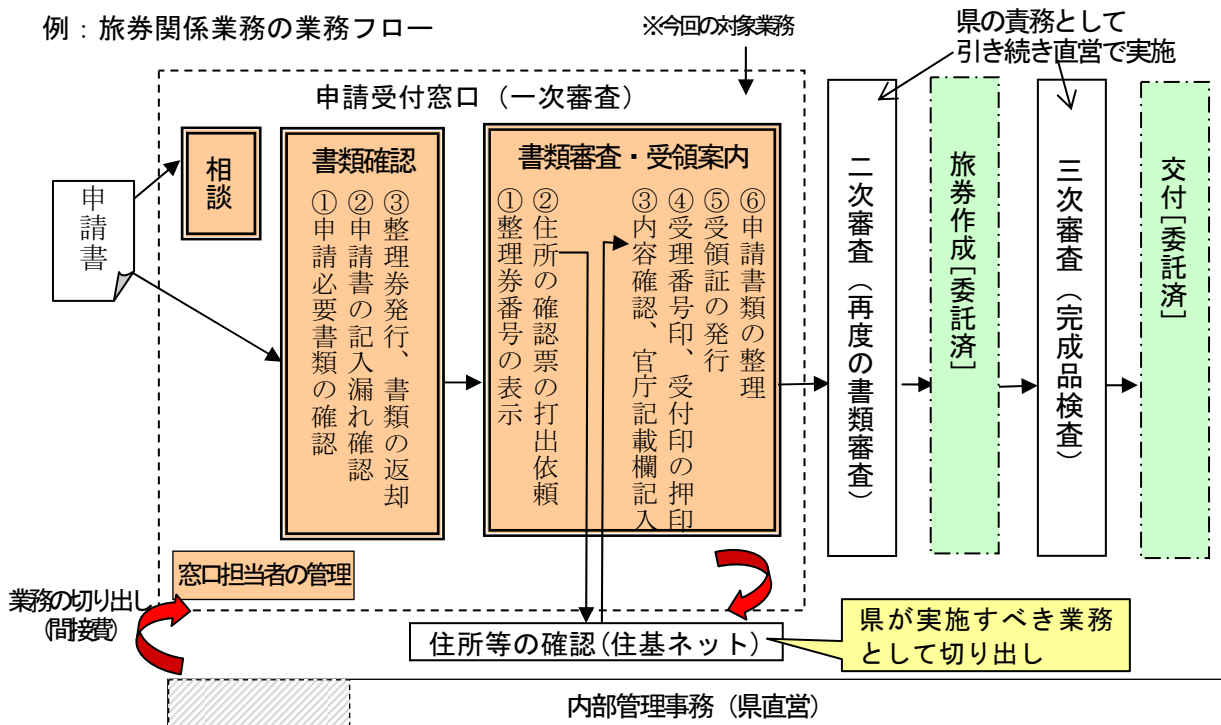 例：旅券関係業務の業務フロー
※今回の対象業務
県の責務として
引き続き直営で実施
申請受付窓口（一次審査）
申請書
相談
書類確認
①申請必要書類の確認
②申請書の記入漏れ確認
③整理券発行、書類の返却
書類審査・受領案内
①整理券番号の表示
②住所の確認票の打出依頼
③内容確認、官庁記載欄記入
④受理番号印、受付印の押印
⑤受領証の発行
⑥申請書類の整理
二次審査（再度の書類審査）
旅券作成［委託済］
三次審査（完成品検査）
交付［委託済］
窓口担当者の管理
業務の切り出し
（間接費）
住所等の確認（住基ネット）
県が実施すべき業務
として切り出し
内部管理事務（県直営）